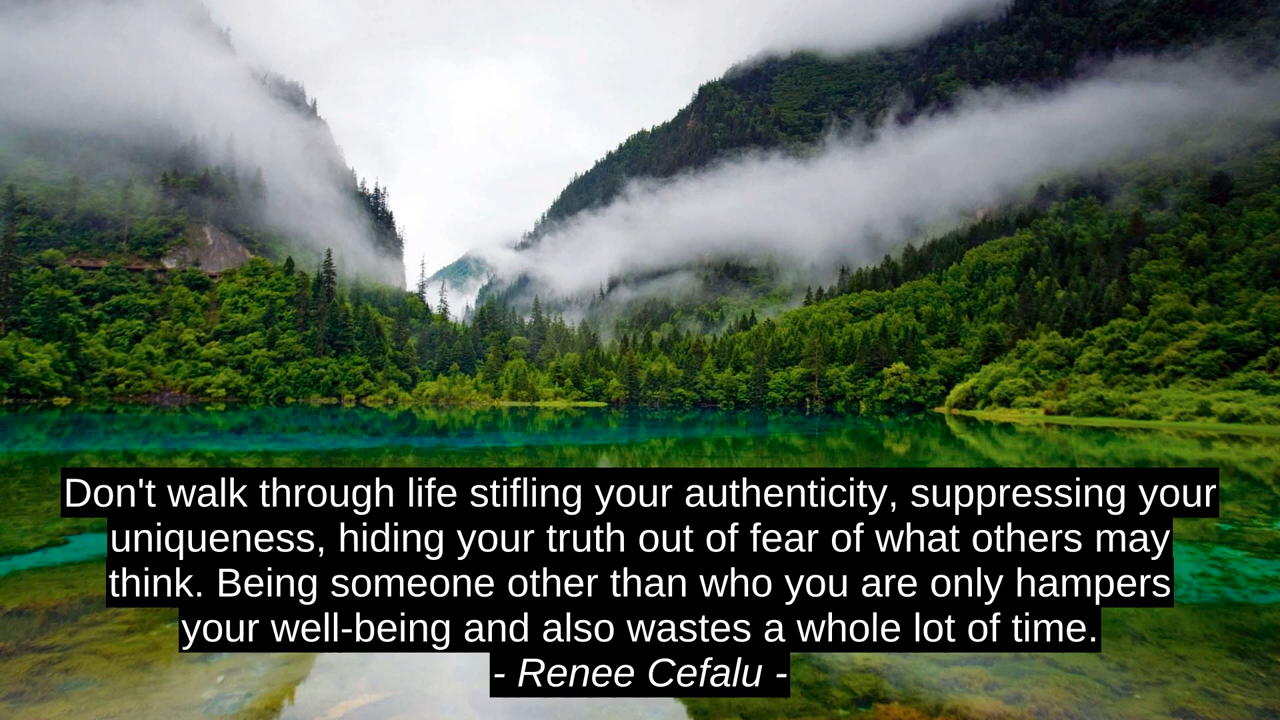 Don't walk through life stifling your authenticity, suppressing your
uniqueness, hiding your truth out of fear of what others may
think. Being someone other than who you are only hampers
your well-being and also wastes a whole lot of time.
- Renee Cefalu -